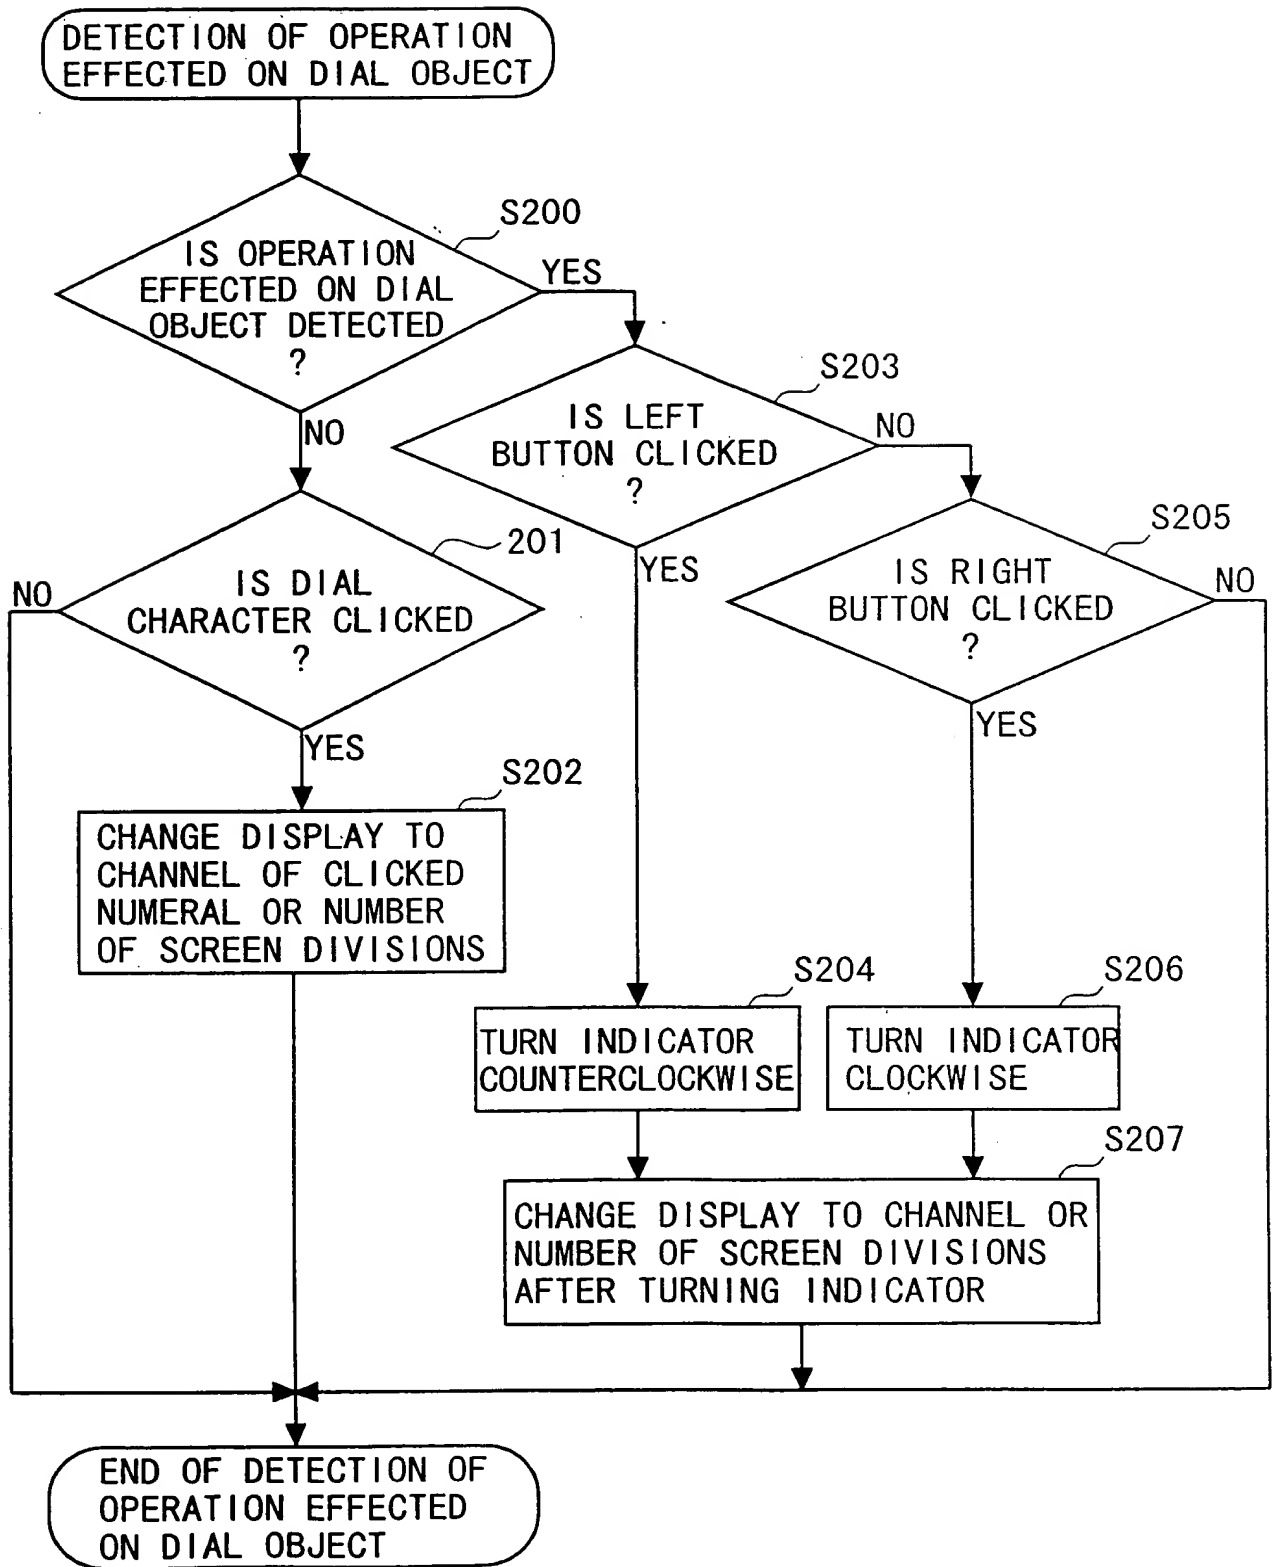 DETECTION OF OPERATION
EFFECTED ON DIAL OBJECT
S200
IS OPERATION
EFFECTED ON DIAL
OBJECT DETECTED
?
YES
NO
S203
IS LEFT
BUTTON CLICKED
?
NO
YES
S205
IS RIGHT
BUTTON CLICKED
?
NO
YES
201
IS DIAL
CHARACTER CLICKED
?
NO
YES
S202
CHANGE DISPLAY TO
CHANNEL OF CLICKED
NUMERAL OR NUMBER
OF SCREEN DIVISIONS
S204
TURN INDICATOR
COUNTERCLOCKWISE
S206
TURN INDICATOR
CLOCKWISE
S207
CHANGE DISPLAY TO CHANNEL OR
NUMBER OF SCREEN DIVISIONS
AFTER TURNING INDICATOR
END OF DETECTION OF
OPERATION EFFECTED
ON DIAL OBJECT